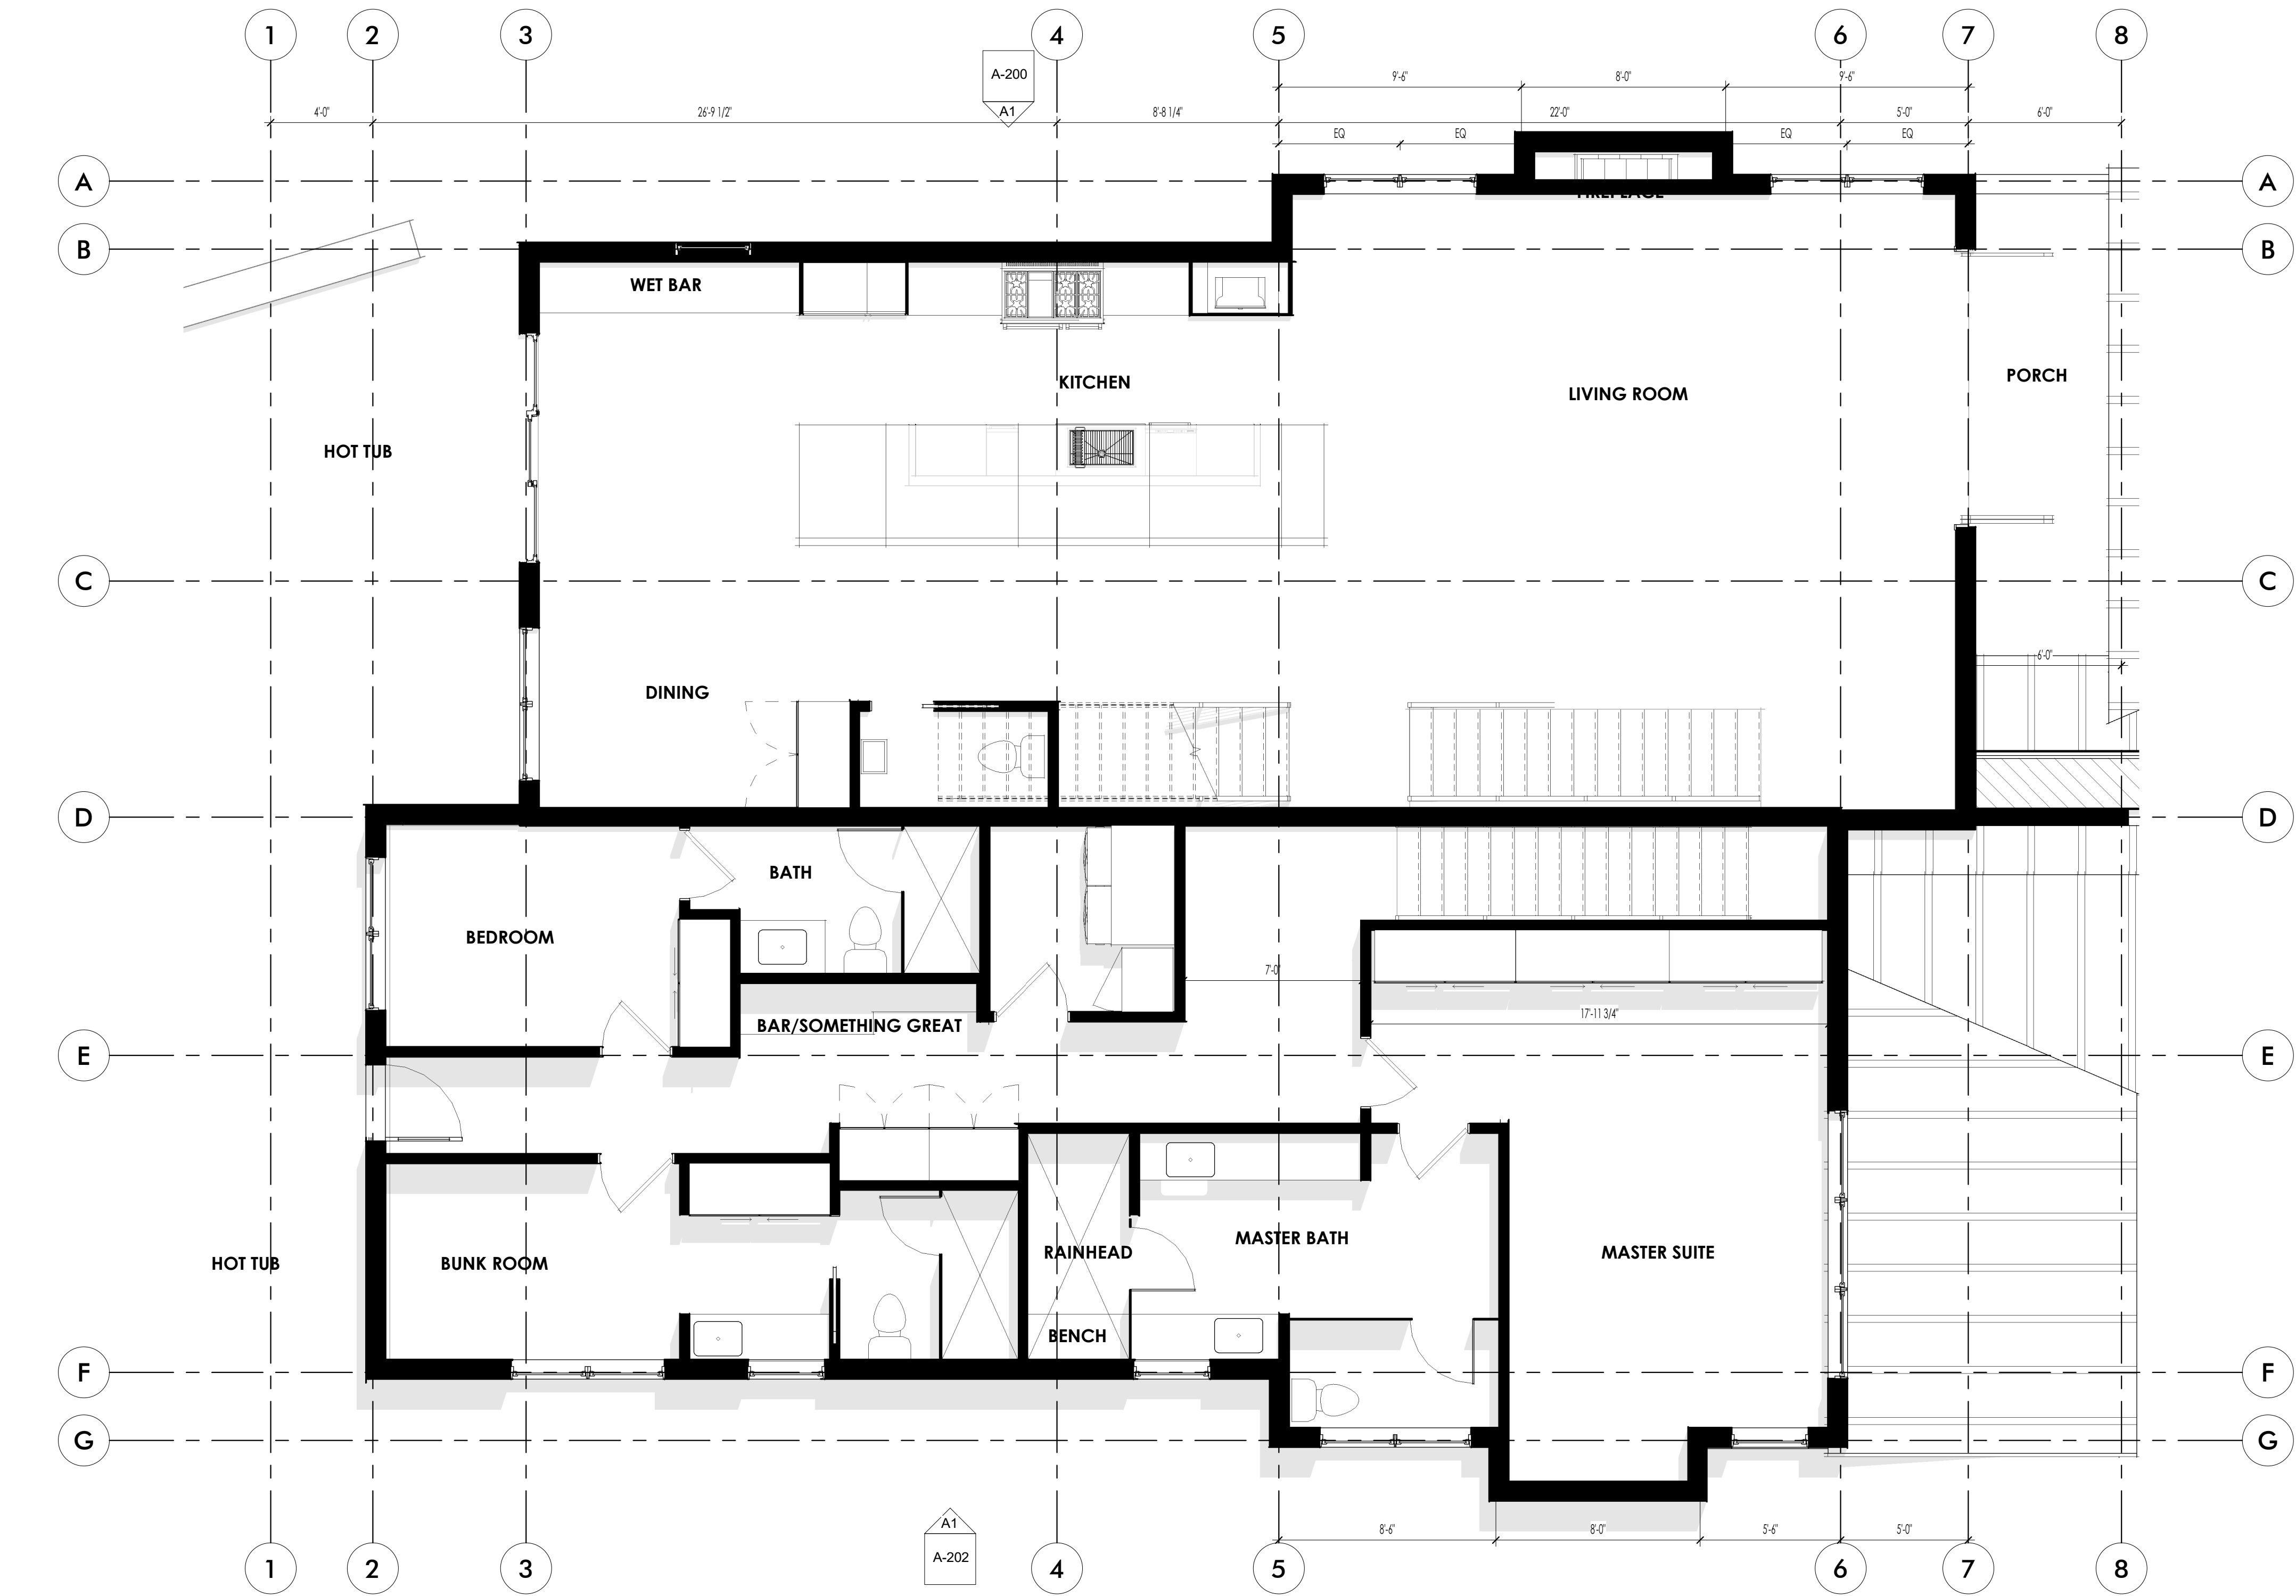 1 2 3 4 5 6 7 8
A-200
A1
9'-6" 8'-0" 9'-6"
4'-0" 26'-9 1/2" 8'-8 1/4" 22'-0" 5'-0" 6'-0"
EQ EQ EQ EQ
A A
FIREPLACE
B B
WET BAR
KITCHEN
PORCH
LIVING ROOM
HOT TUB
C C
6'-0"
DINING
D D
BATH
BEDROOM
7'-0"
17'-11 3/4"
BAR/SOMETHING GREAT
E E
MASTER BATH
RAINHEAD
MASTER SUITE
HOT TUB
BUNK ROOM
BENCH
F F
G G
A1
A-202
8'-6" 8'-0" 5'-6" 5'-0"
1 2 3 4 5 6 7 8